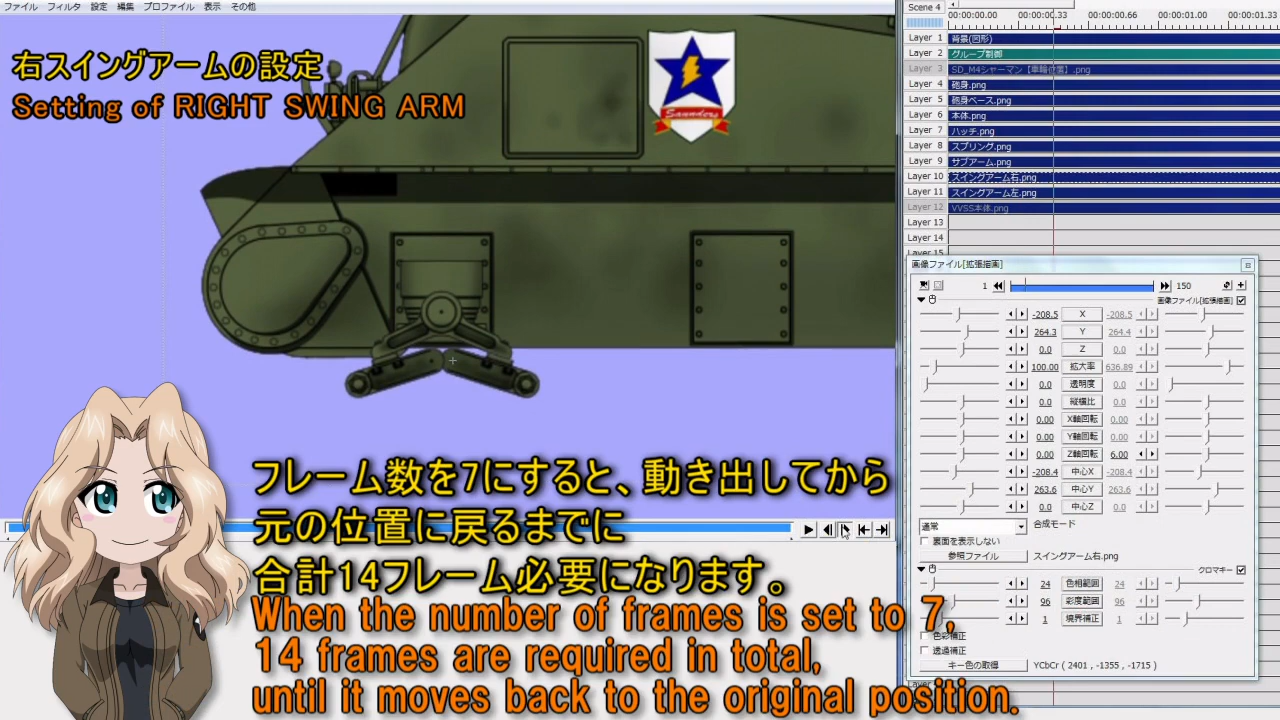 ファイル フィルタ 設定 編集 プロファイル 表示 その他
右スイングアームの設定
Setting of RIGHT SWING ARM
Saunders
フレーム数を7にすると、動き出してから
元の位置に戻るまでに
合計14フレーム必要になります。
When the number of frames is set to 7,
14 frames are required in total,
until it moves back to the original position.
Scene 4
00:00:00.00 00:00:00.33 00:00:00.66 00:00:01.00 00:00:01.33
Layer 1 背景(図形)
Layer 2 グループ制御
Layer 3 SD_M4シャーマン【車輪位置】.png
Layer 4 砲身.png
Layer 5 砲身ベース.png
Layer 6 本体.png
Layer 7 ハッチ.png
Layer 8 スプリング.png
Layer 9 サブアーム.png
Layer 10 スイングアーム右.png
Layer 11 スイングアーム左.png
Layer 12 VVSS本体.png
Layer 13
Layer 14
Layer 15
画像ファイル[拡張描画]
1 150
画像ファイル[拡張描画]
-208.5 X -208.5
264.3 Y 264.4
0.0 Z 0.0
100.00 拡大率 636.89
0.0 透明度 0.0
0.0 縦横比 0.0
0.00 X軸回転 0.00
0.00 Y軸回転 0.00
0.00 Z軸回転 6.00
-208.4 中心X -208.4
263.6 中心Y 263.6
0.0 中心Z 0.0
通常 合成モード
裏面を表示しない
参照ファイル スイングアーム右.png
クロマキー
24 色相範囲 24
96 彩度範囲 96
1 境界補正 1
色彩補正
透過補正
キー色の取得 YCbCr ( 2401 , -1355 , -1715 )